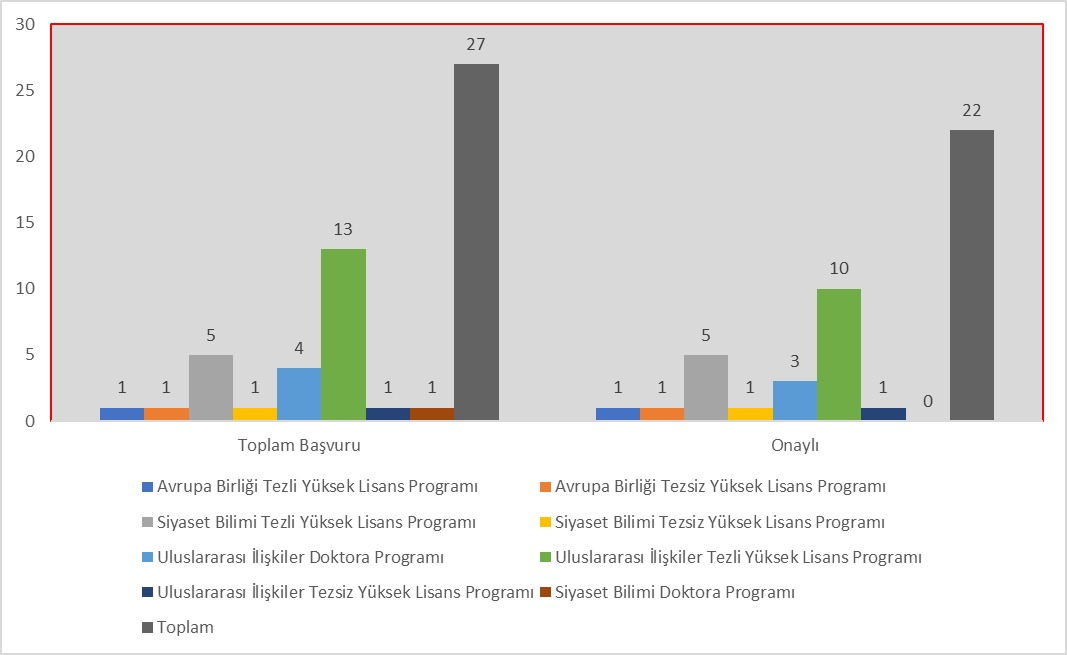 30
25
20
15
10
5
0
1 1 5 1 4 13 1 1 27
1 1 5 1 3 10 1 0 22
Toplam Başvuru Onaylı
Avrupa Birliği Tezli Yüksek Lisans Programı Avrupa Birliği Tezsiz Yüksek Lisans Programı
Siyaset Bilimi Tezli Yüksek Lisans Programı Siyaset Bilimi Tezsiz Yüksek Lisans Programı
Uluslararası İlişkiler Doktora Programı Uluslararası İlişkiler Tezli Yüksek Lisans Programı
Uluslararası İlişkiler Tezsiz Yüksek Lisans Programı Siyaset Bilimi Doktora Programı
Toplam